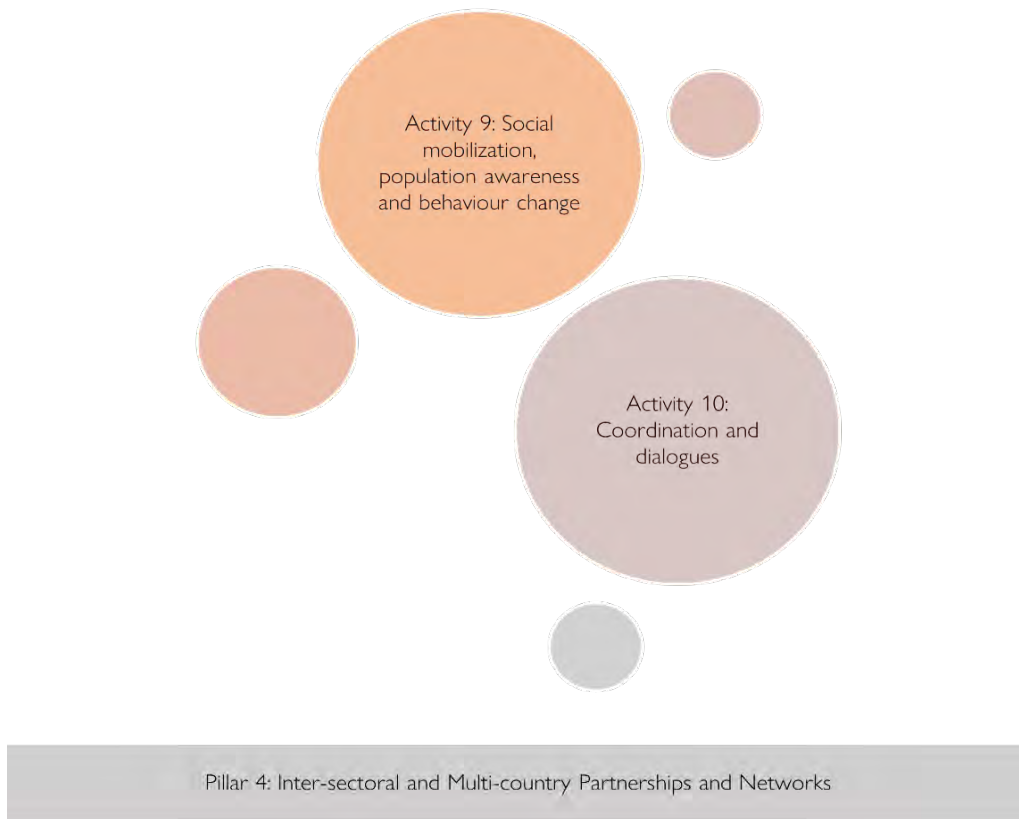 Activity 9: Social
mobilization,
population awareness
and behaviour change
Activity 10:
Coordination and
dialogues
Pillar 4: Inter-sectoral and Multi-country Partnerships and Networks